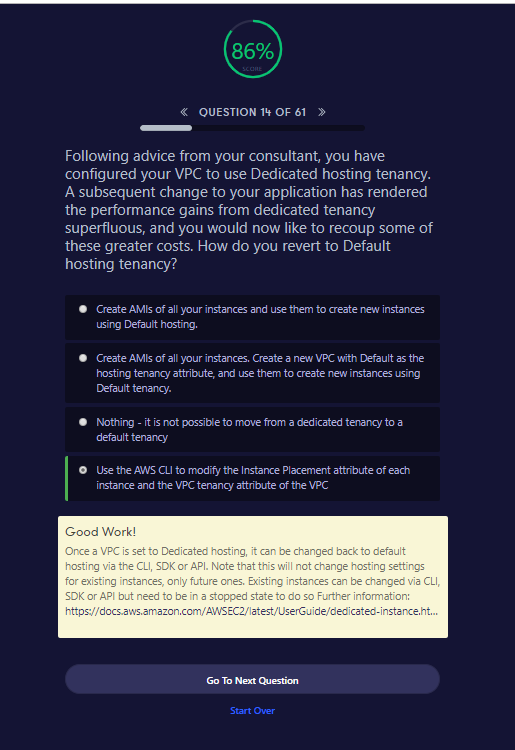 86%
SCORE
QUESTION 14 OF 61
Following advice from your consultant, you have
configured your VPC to use Dedicated hosting tenancy.
A subsequent change to your application has rendered
the performance gains from dedicated tenancy
superfluous, and you would now like to recoup some of
these greater costs. How do you revert to Default
hosting tenancy?
Create AMIs of all your instances and use them to create new instances
using Default hosting.
Create AMIs of all your instances. Create a new VPC with Default as the
hosting tenancy attribute, and use them to create new instances using
Default tenancy.
Nothing - it is not possible to move from a dedicated tenancy to a
default tenancy
Use the AWS CLI to modify the Instance Placement attribute of each
instance and the VPC tenancy attribute of the VPC
Good Work!
Once a VPC is set to Dedicated hosting, it can be changed back to default
hosting via the CLI, SDK or API. Note that this will not change hosting settings
for existing instances, only future ones. Existing instances can be changed via CLI,
SDK or API but need to be in a stopped state to do so Further information:
https://docs.aws.amazon.com/AWSEC2/latest/UserGuide/dedicated-instance.ht...
Go To Next Question
Start Over